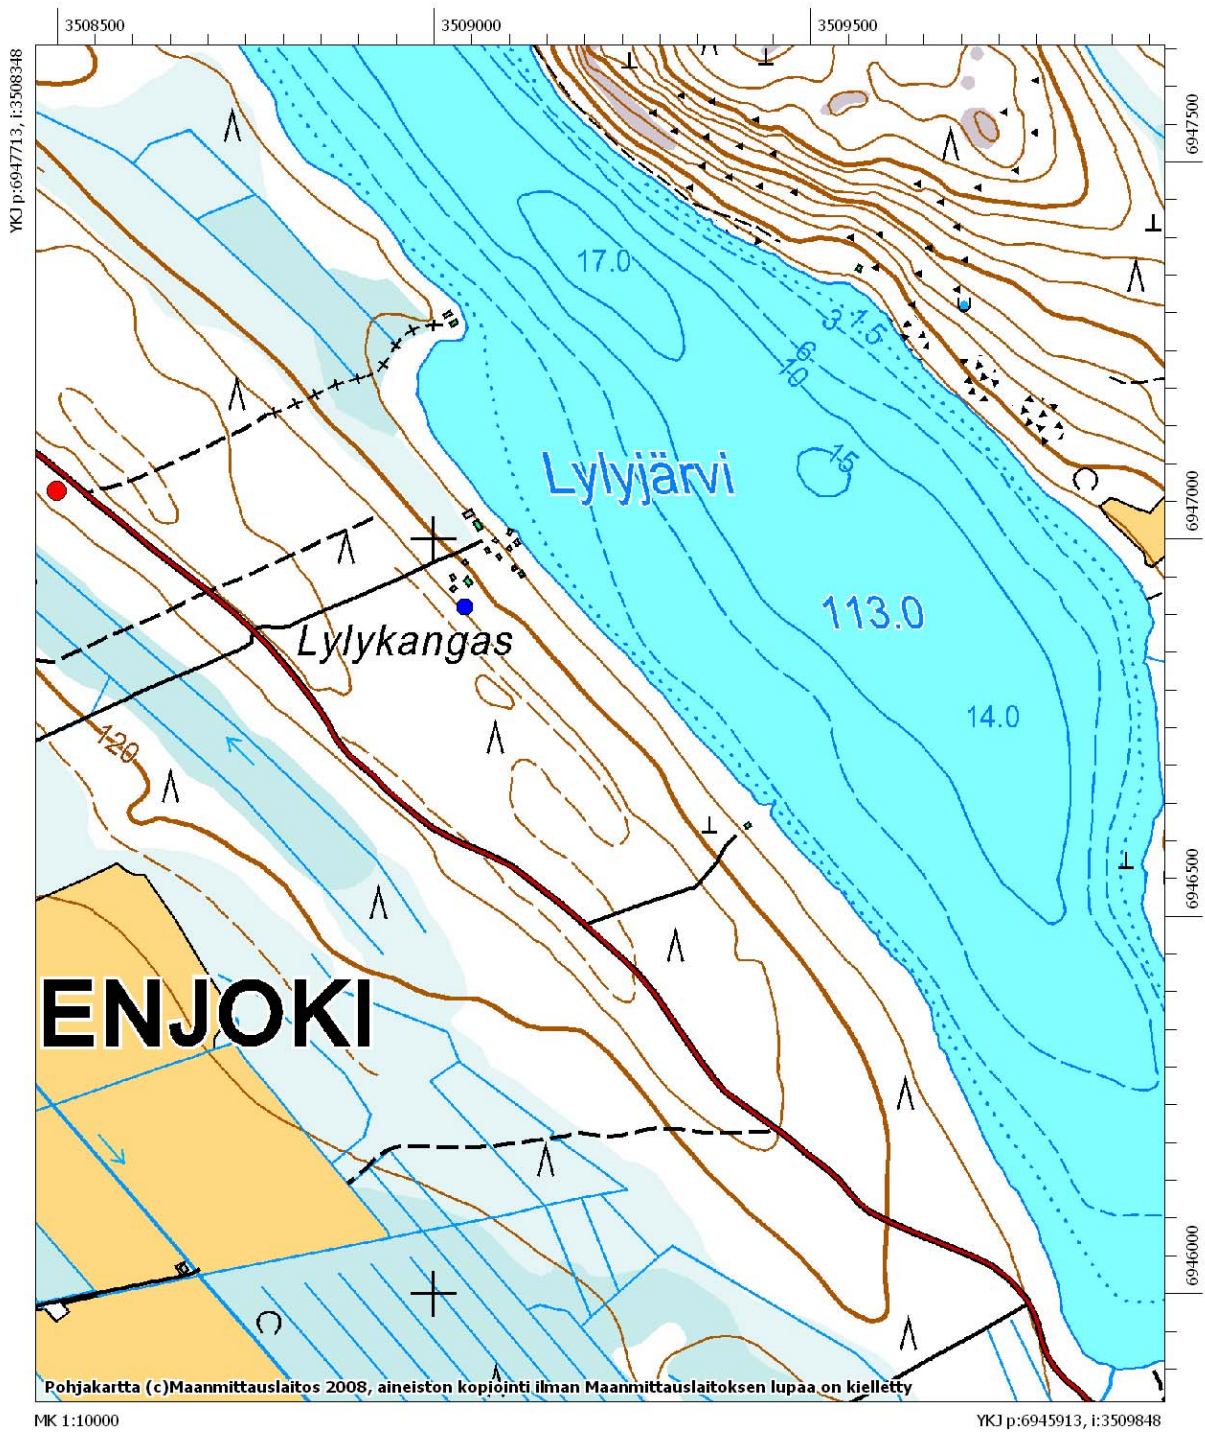 3508500
3509000
3509500
YKJ p:6947713, i:3508348
6947500
17.0
3
1.5
6
10
15
Lylyjärvi
6947000
113.0
Lylykangas
14.0
120
6946500
ENJOKI
6946000
Pohjakartta (c)Maanmittauslaitos 2008, aineiston kopiointi ilman Maanmittauslaitoksen lupaa on kielletty
MK 1:10000
YKJ p:6945913, i:3509848